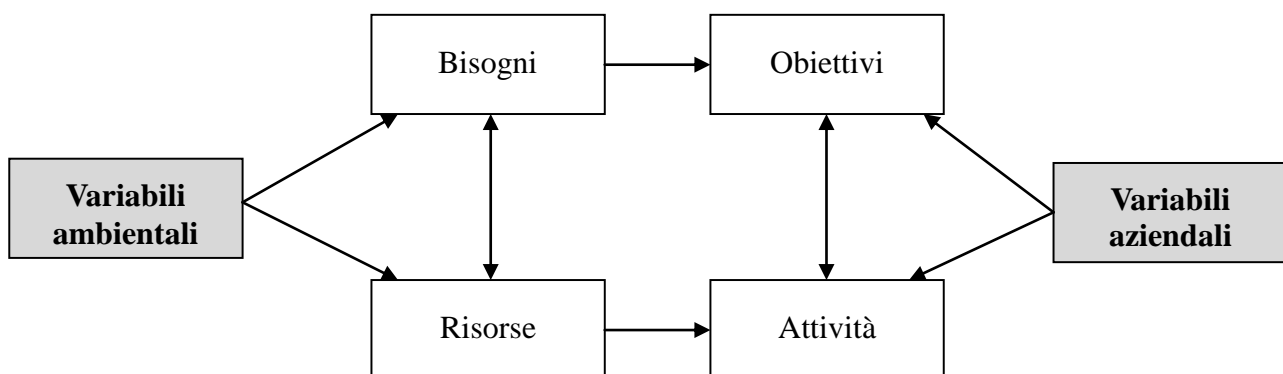 Bisogni
Obiettivi
Variabili
ambientali
Variabili
aziendali
Risorse
Attività